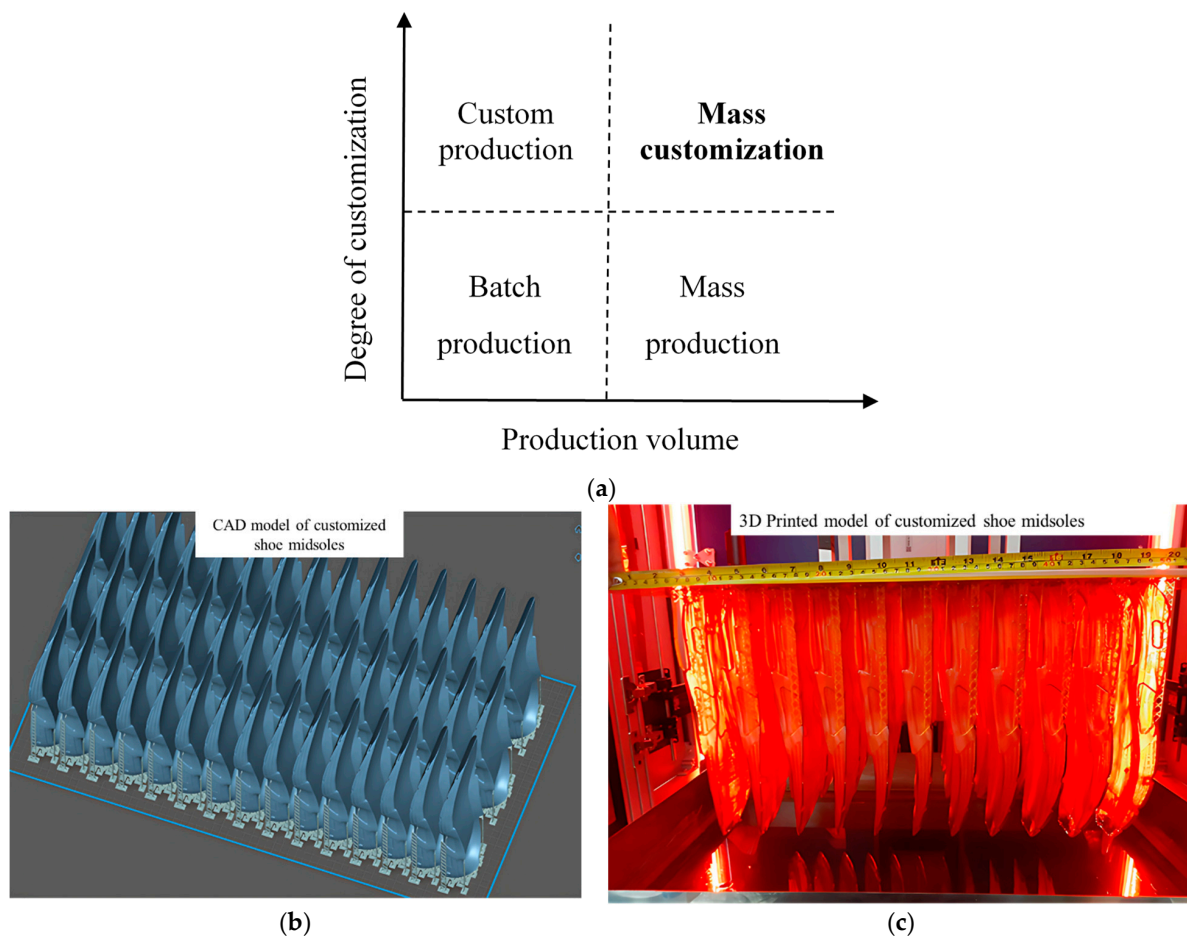 Degree of customization
Custom
production
Mass
customization
Batch
production
Mass
production
Production volume
(a)
CAD model of customized
shoe midsoles
3D Printed model of customized shoe midsoles
(b)
(c)